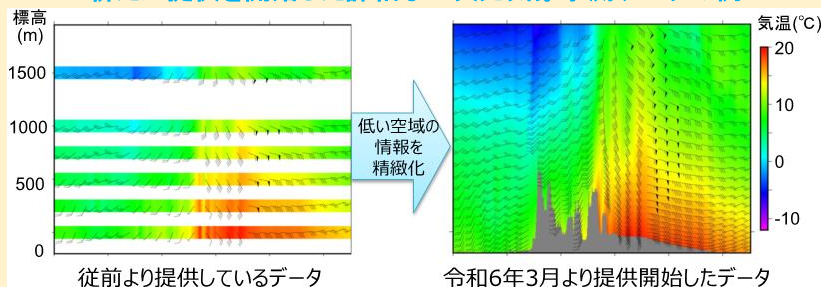 標高
(m)
1500
1000
500
0
従前より提供しているデータ
低い空域の
情報を
精緻化
気温(℃)
20
10
0
-10
令和6年3月より提供開始したデータ